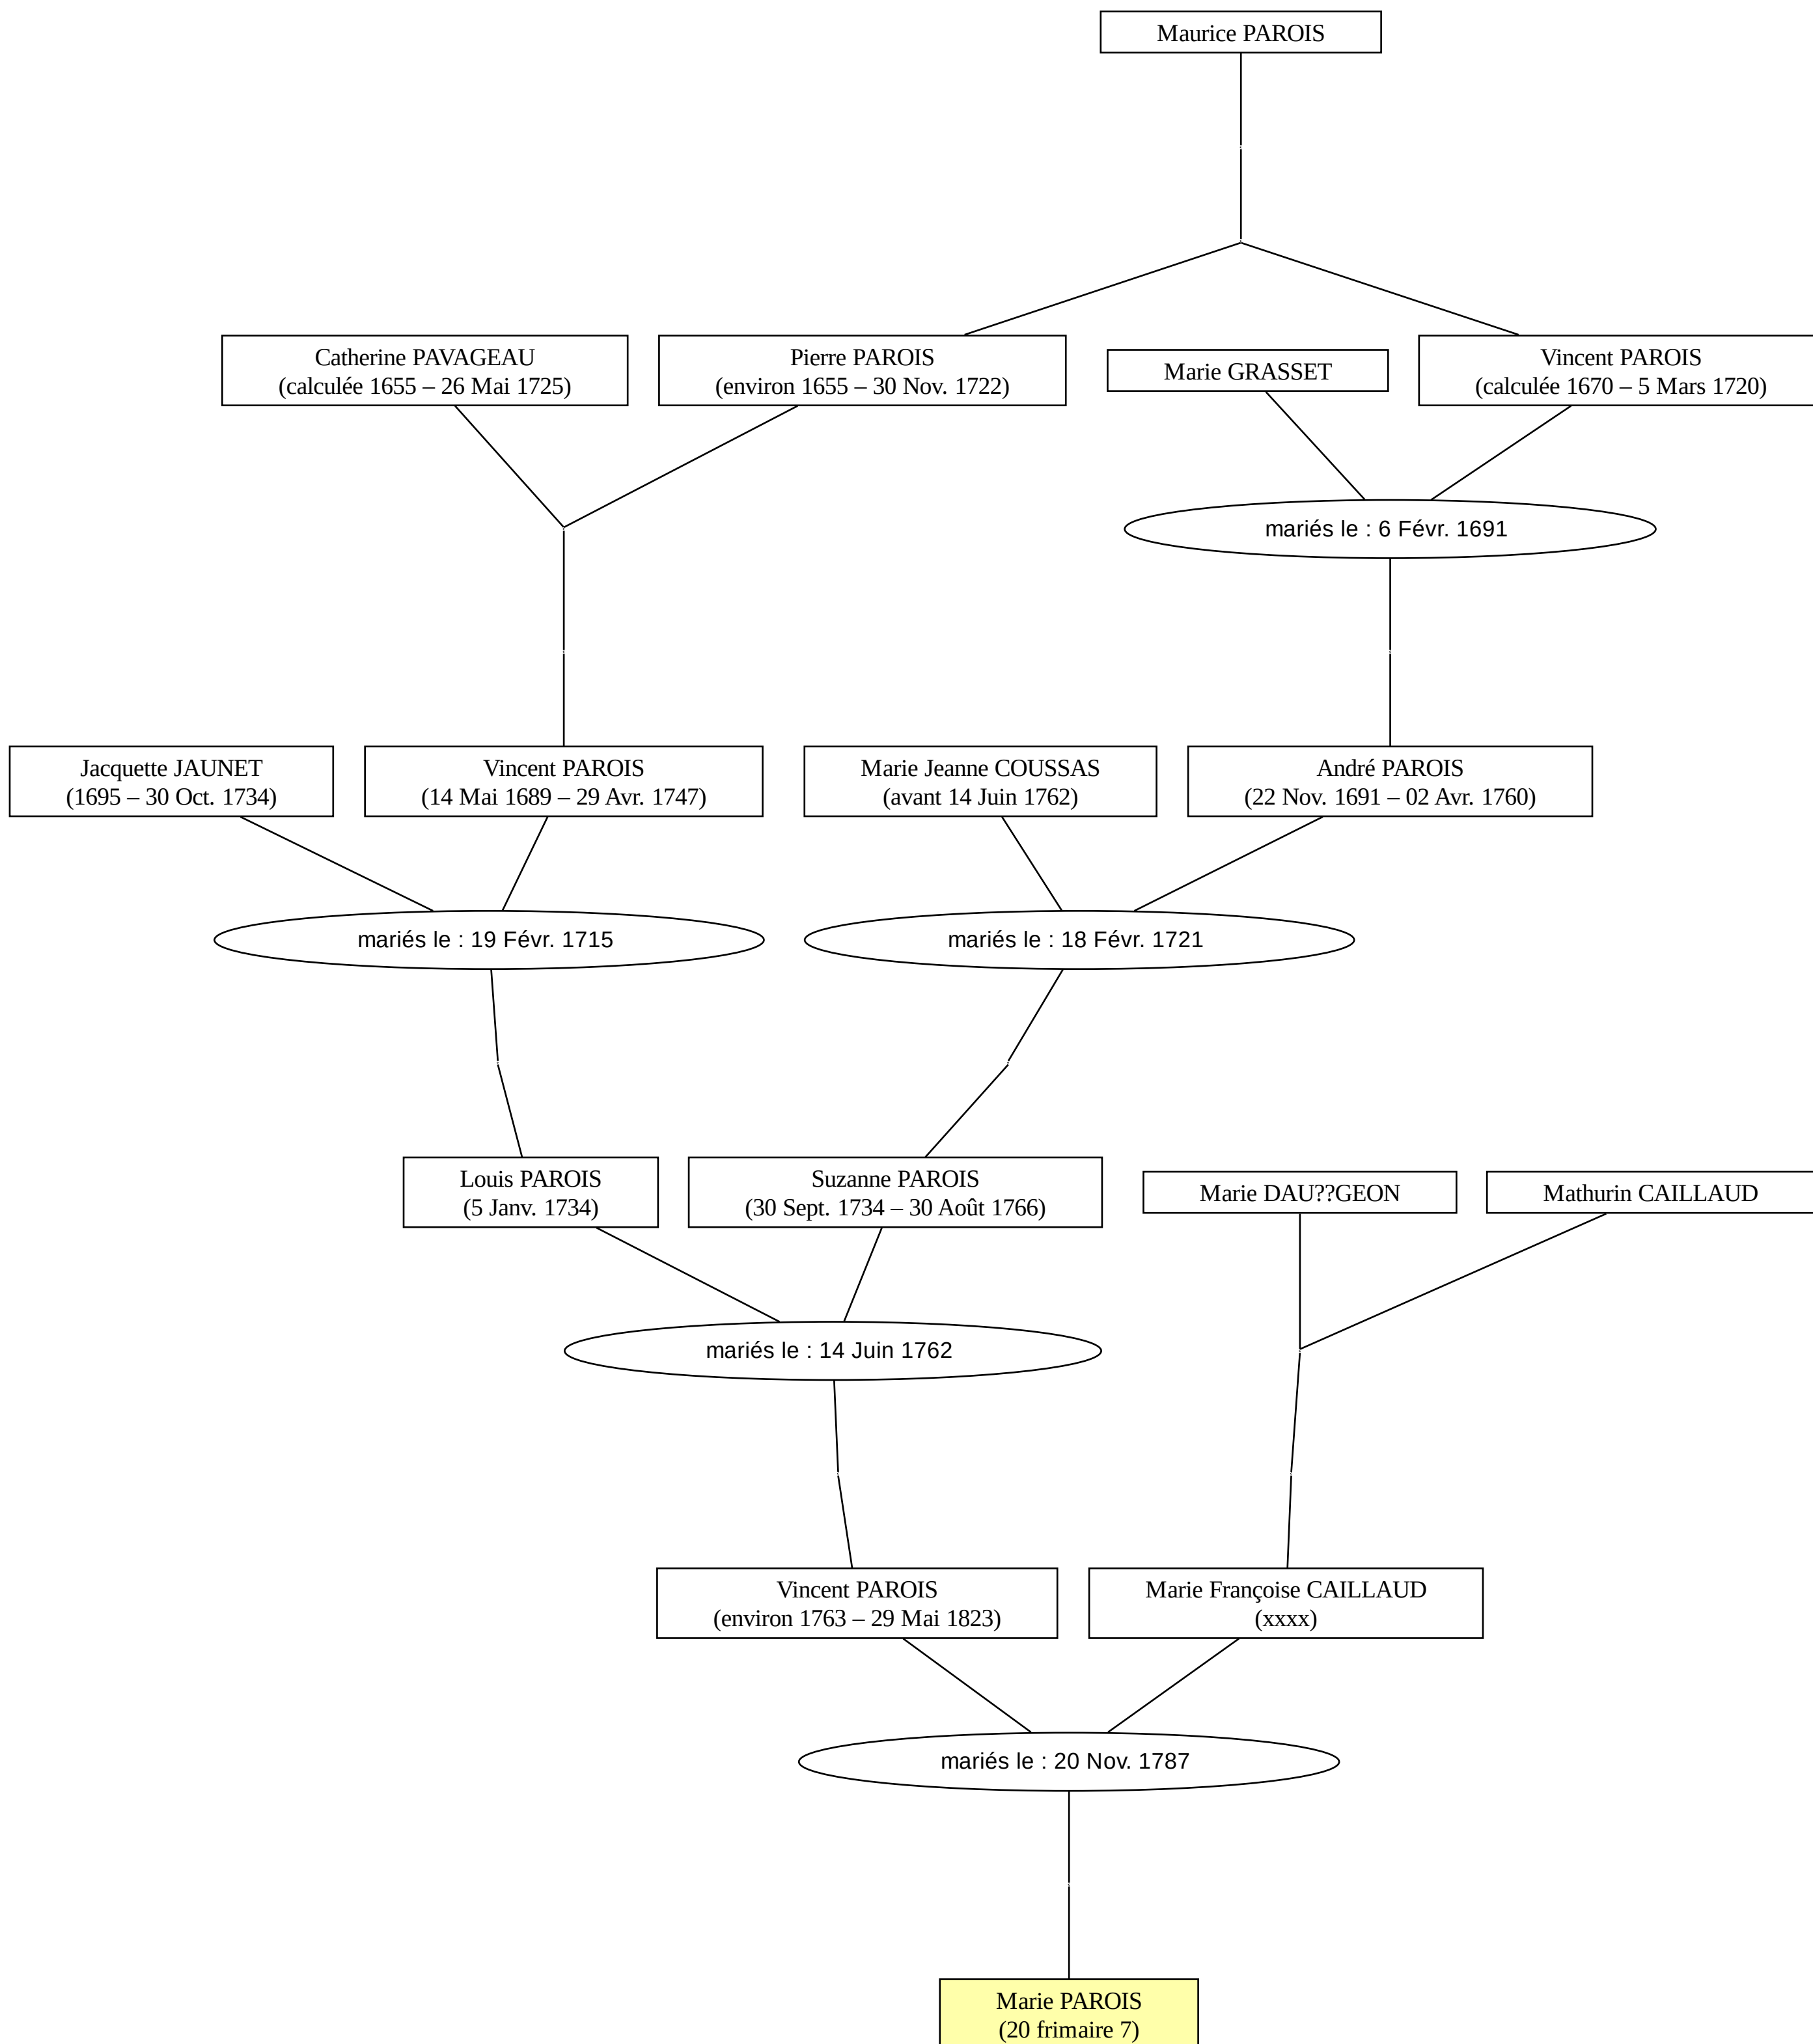 Maurice PAROIS
Catherine PAVAGEAU
(calculée 1655 – 26 Mai 1725)
Pierre PAROIS
(environ 1655 – 30 Nov. 1722)
Marie GRASSET
Vincent PAROIS
(calculée 1670 – 5 Mars 1720)
mariés le : 6 Févr. 1691
Jacquette JAUNET
(1695 – 30 Oct. 1734)
Vincent PAROIS
(14 Mai 1689 – 29 Avr. 1747)
Marie Jeanne COUSSAS
(avant 14 Juin 1762)
André PAROIS
(22 Nov. 1691 – 02 Avr. 1760)
mariés le : 19 Févr. 1715
mariés le : 18 Févr. 1721
Louis PAROIS
(5 Janv. 1734)
Suzanne PAROIS
(30 Sept. 1734 – 30 Août 1766)
Marie DAU??GEON
Mathurin CAILLAUD
mariés le : 14 Juin 1762
Vincent PAROIS
(environ 1763 – 29 Mai 1823)
Marie Françoise CAILLAUD
(xxxx)
mariés le : 20 Nov. 1787
Marie PAROIS
(20 frimaire 7)